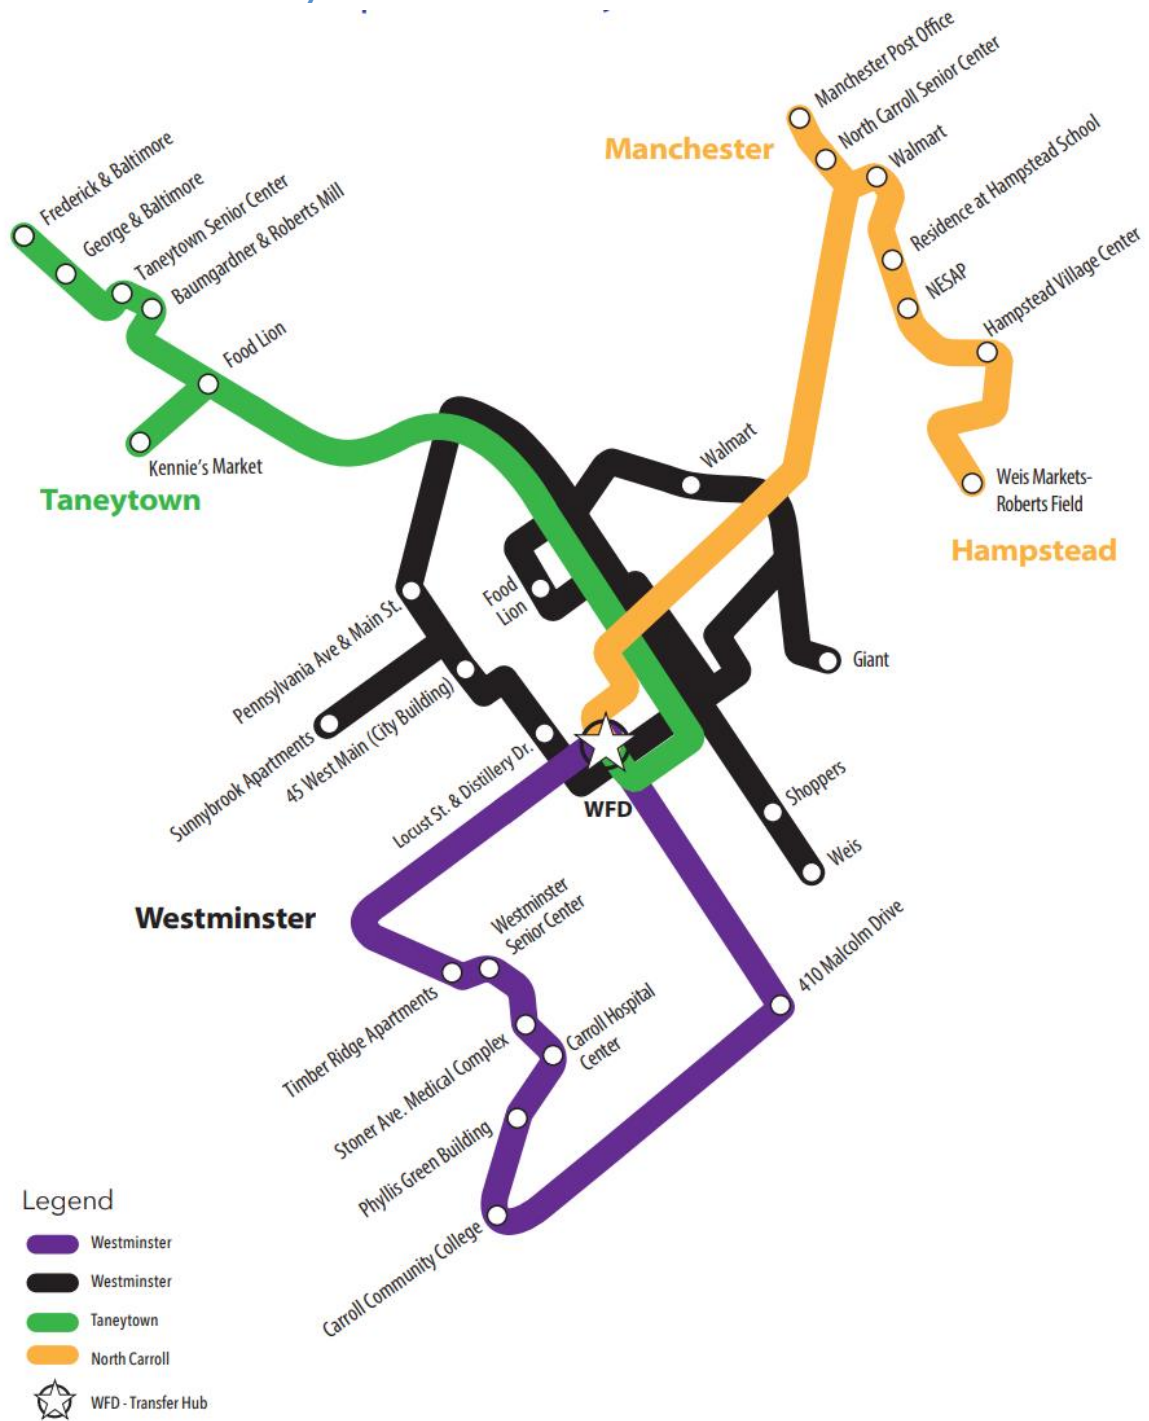 Manchester Post Office
North Carroll Senior Center
Manchester
Walmart
Residence at Hampstead School
NESAP
Hampstead Village Center
Frederick & Baltimore
George & Baltimore
Taneytown Senior Center
Baumgardner & Roberts Mill
Food Lion
Kennie's Market
Taneytown
Walmart
Weis Markets-
Roberts Field
Hampstead
Food
Lion
Pennsylvania Ave & Main St.
Giant
Sunnybrook Apartments
45 West Main (City Building)
Locust St. & Distillery Dr.
WFD
Shoppers
Weis
Westminster
Westminster
Senior Center
410 Malcolm Drive
Timber Ridge Apartments
Stoner Ave. Medical Complex
Carroll Hospital
Center
Phyllis Green Building
Carroll Community College
Legend
Westminster
Westminster
Taneytown
North Carroll
WFD - Transfer Hub